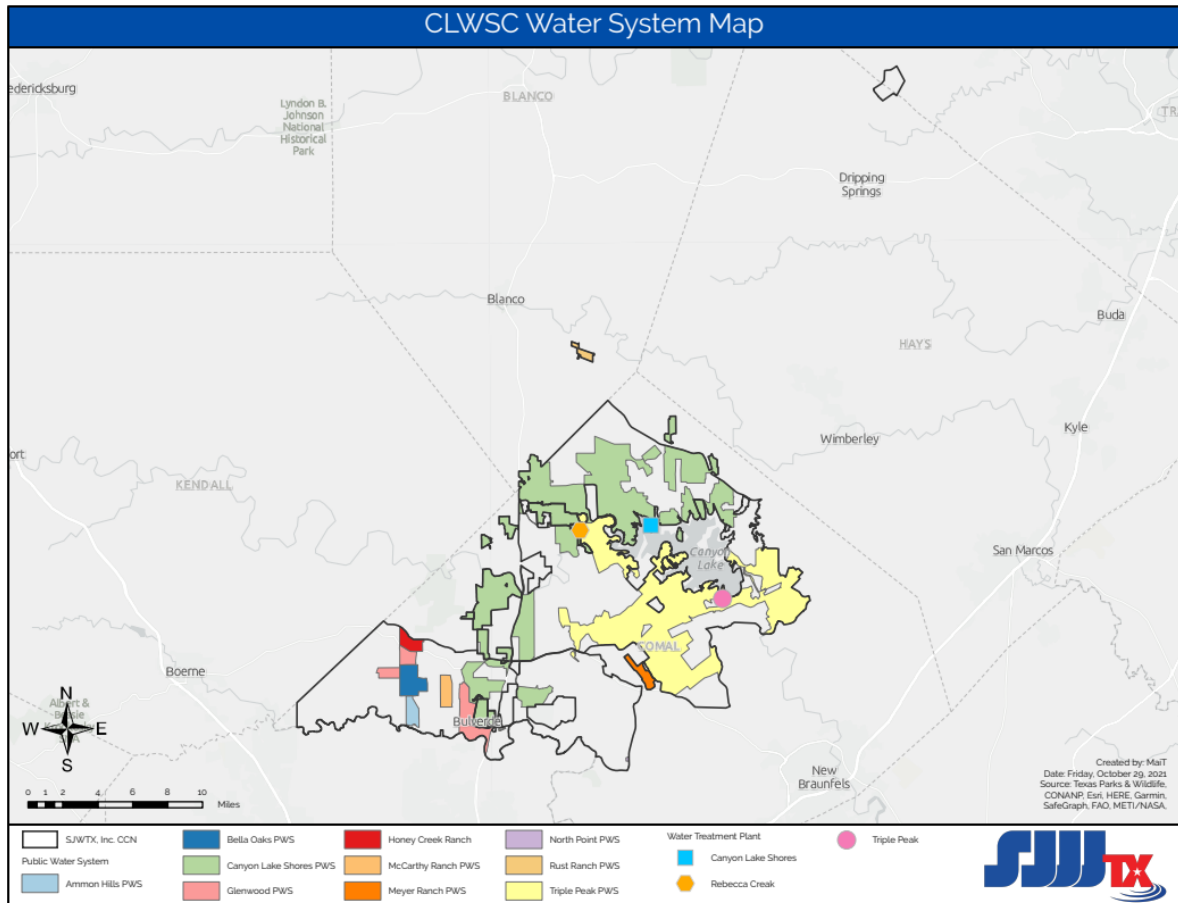 CLWSC Water System Map
edericksburg
BLANCO
Lyndon B.
Johnson
National
Historical
Park
TR
Dripping
Springs
Blanco
Buda
HAYS
Kyle
Wimberley
ort
KENDALL
San Marcos
Canyon
Lake
COMAL
Boerne
Albert &
Bulverde
New
Braunfels
N
W E
S
0 1 2 4 6 8 10
Miles
Created by: MaiT
Date: Friday, October 29, 2021
Source: Texas Parks & Wildlife,
CONANP, Esri, HERE, Garmin,
SafeGraph, FAO, METI/NASA,
SJWTX, Inc. CCN
Public Water System
Ammon Hills PWS
Bella Oaks PWS
Canyon Lake Shores PWS
Glenwood PWS
Honey Creek Ranch
McCarthy Ranch PWS
Meyer Ranch PWS
North Point PWS
Rust Ranch PWS
Triple Peak PWS
Water Treatment Plant
Canyon Lake Shores
Rebecca Creak
Triple Peak
SJWTX